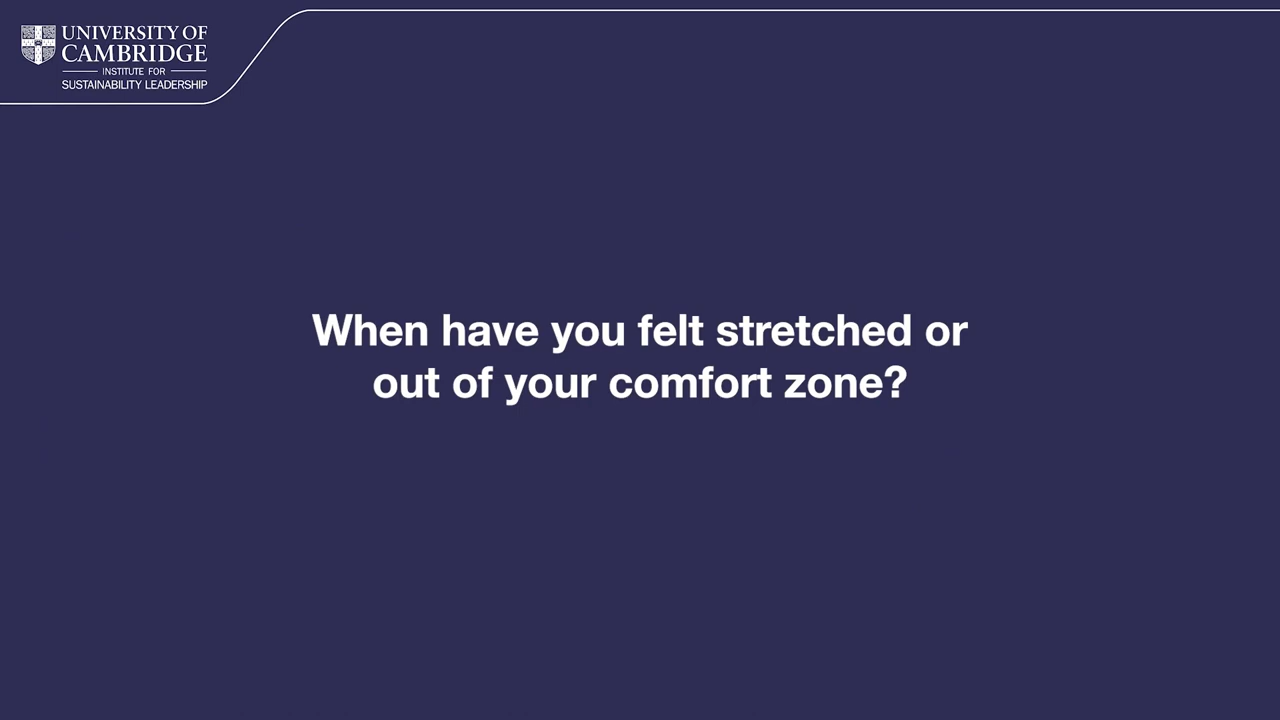 UNIVERSITY OF
CAMBRIDGE
INSTITUTE FOR
SUSTAINABILITY LEADERSHIP
When have you felt stretched or
out of your comfort zone?